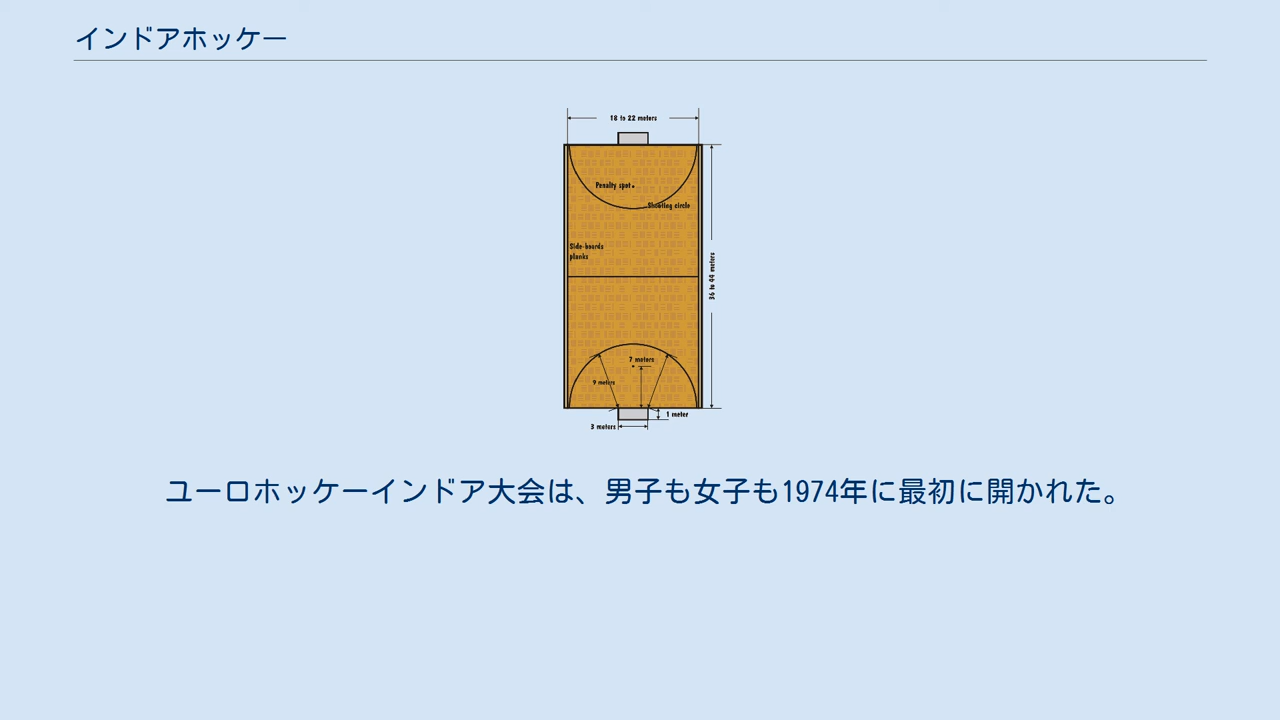 インドアホッケー
18 to 22 meters
Penalty spot
Shooting circle
Side-boards
planks
36 to 44 meters
7 meters
9 meters
1 meter
3 meters
ユーロホッケーインドア大会は、男子も女子も1974年に最初に開かれた。